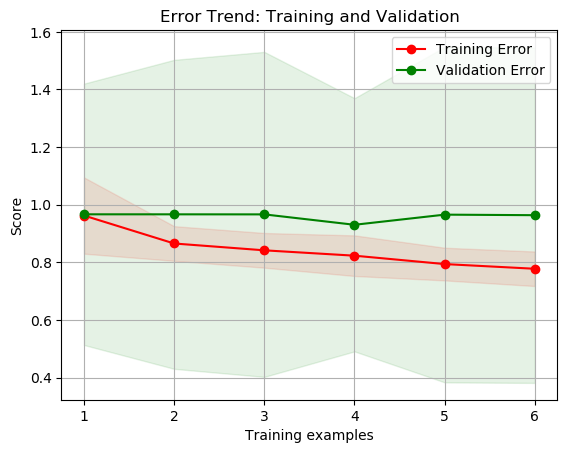 Error Trend: Training and Validation
1.6
1.4
1.2
1.0
0.8
0.6
0.4
Score
Training Error
Validation Error
1 2 3 4 5 6
Training examples